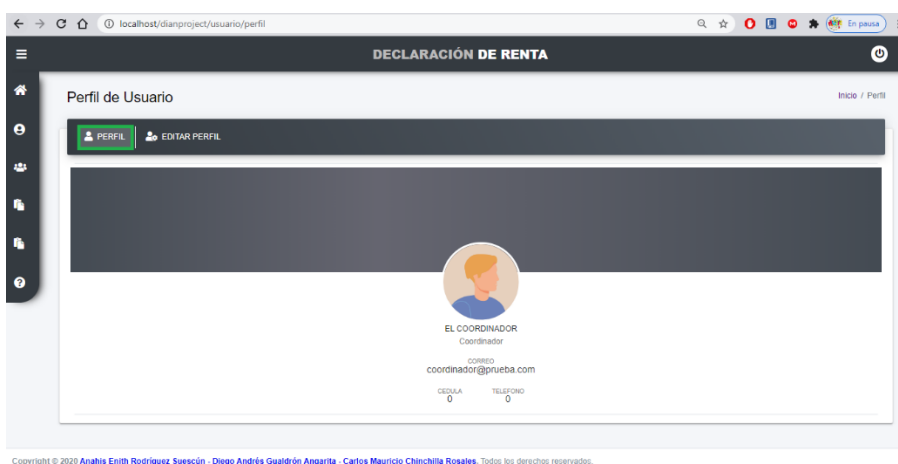 localhost/dianproject/usuario/perfil
En pausa
DECLARACIÓN DE RENTA
Perfil de Usuario
Inicio / Perfil
PERFIL
EDITAR PERFIL
EL COORDINADOR
Coordinador
CORREO
coordinador@prueba.com
CEDULA TELEFONO
0 0
Copyright © 2020 Anahis Enith Rodríguez Suescún - Diego Andrés Gualdrón Angarita - Carlos Mauricio Chinchilla Rosales. Todos los derechos reservados.